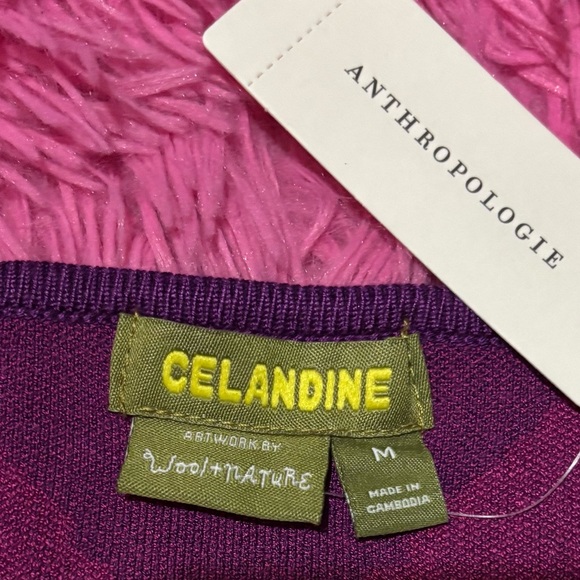 ANTHROPOLOGIE
CELANDINE
ARTWORK BY
Wool+NATURE
M
MADE IN
CAMBODIA